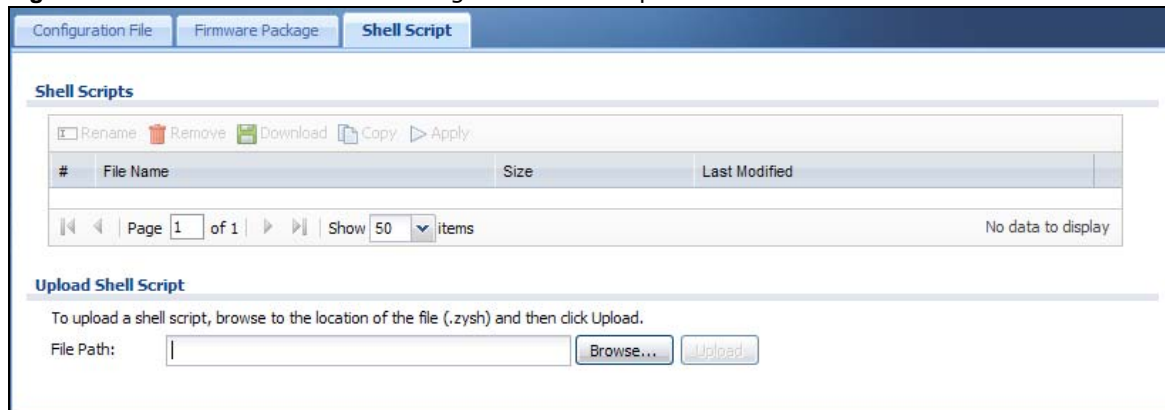 Configuration File Firmware Package Shell Script
Shell Scripts
Rename Remove Download Copy Apply
# File Name Size Last Modified
Page 1 of 1 Show 50 items No data to display
Upload Shell Script
To upload a shell script, browse to the location of the file (.zysh) and then click Upload.
File Path: Browse... Upload